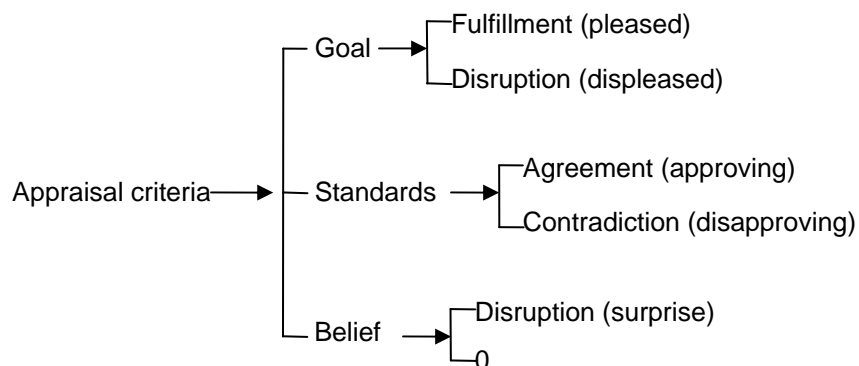 Fulfillment (pleased)
Goal
Disruption (displeased)
Agreement (approving)
Appraisal criteria
Standards
Contradiction (disapproving)
Disruption (surprise)
Belief
0